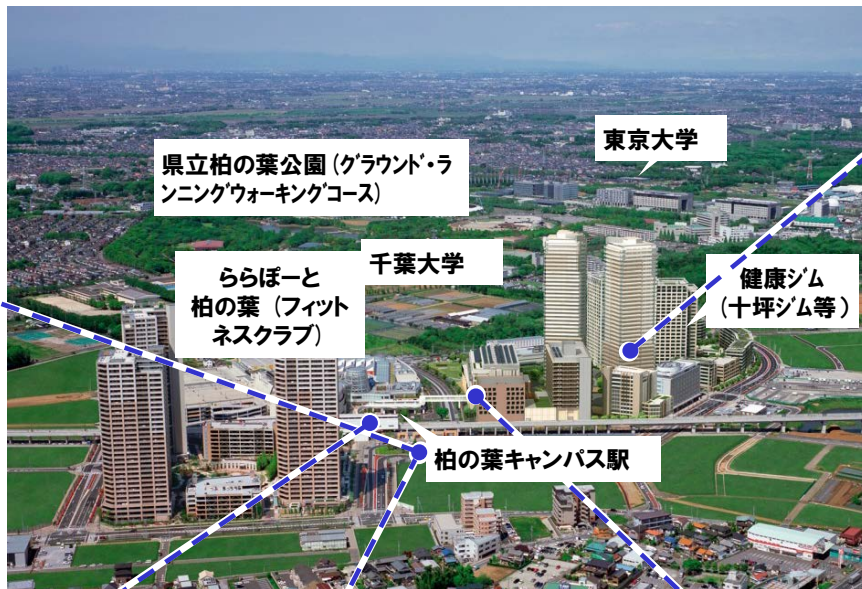 東京大学
県立柏の葉公園（グラウンド・ラ
ンニングウォーキングコース）
千葉大学
ららぽーと
柏の葉（フィット
ネスクラブ）
健康ジム
（十坪ジム等）
柏の葉キャンパス駅